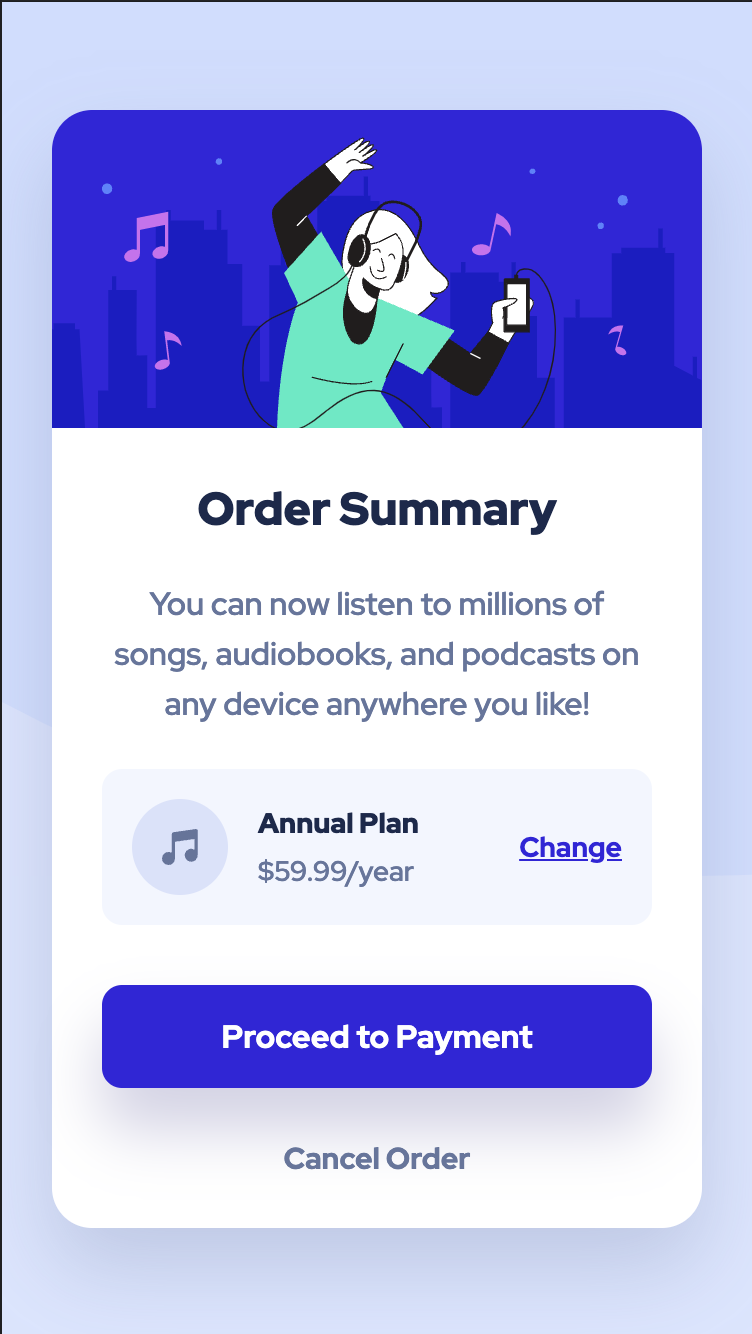 Order Summary
You can now listen to millions of
songs, audiobooks, and podcasts on
any device anywhere you like!
Annual Plan
$59.99/year
Change
Proceed to Payment
Cancel Order